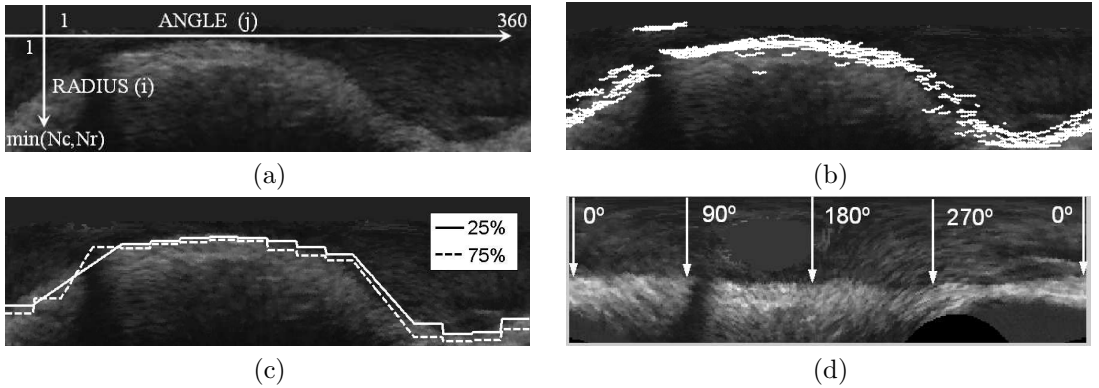 1 ANGLE (j) 360
1
RADIUS (i)
min(Nc,Nr)
(a)
(b)
25%
75%
(c)
0º 90º 180º 270º 0º
(d)